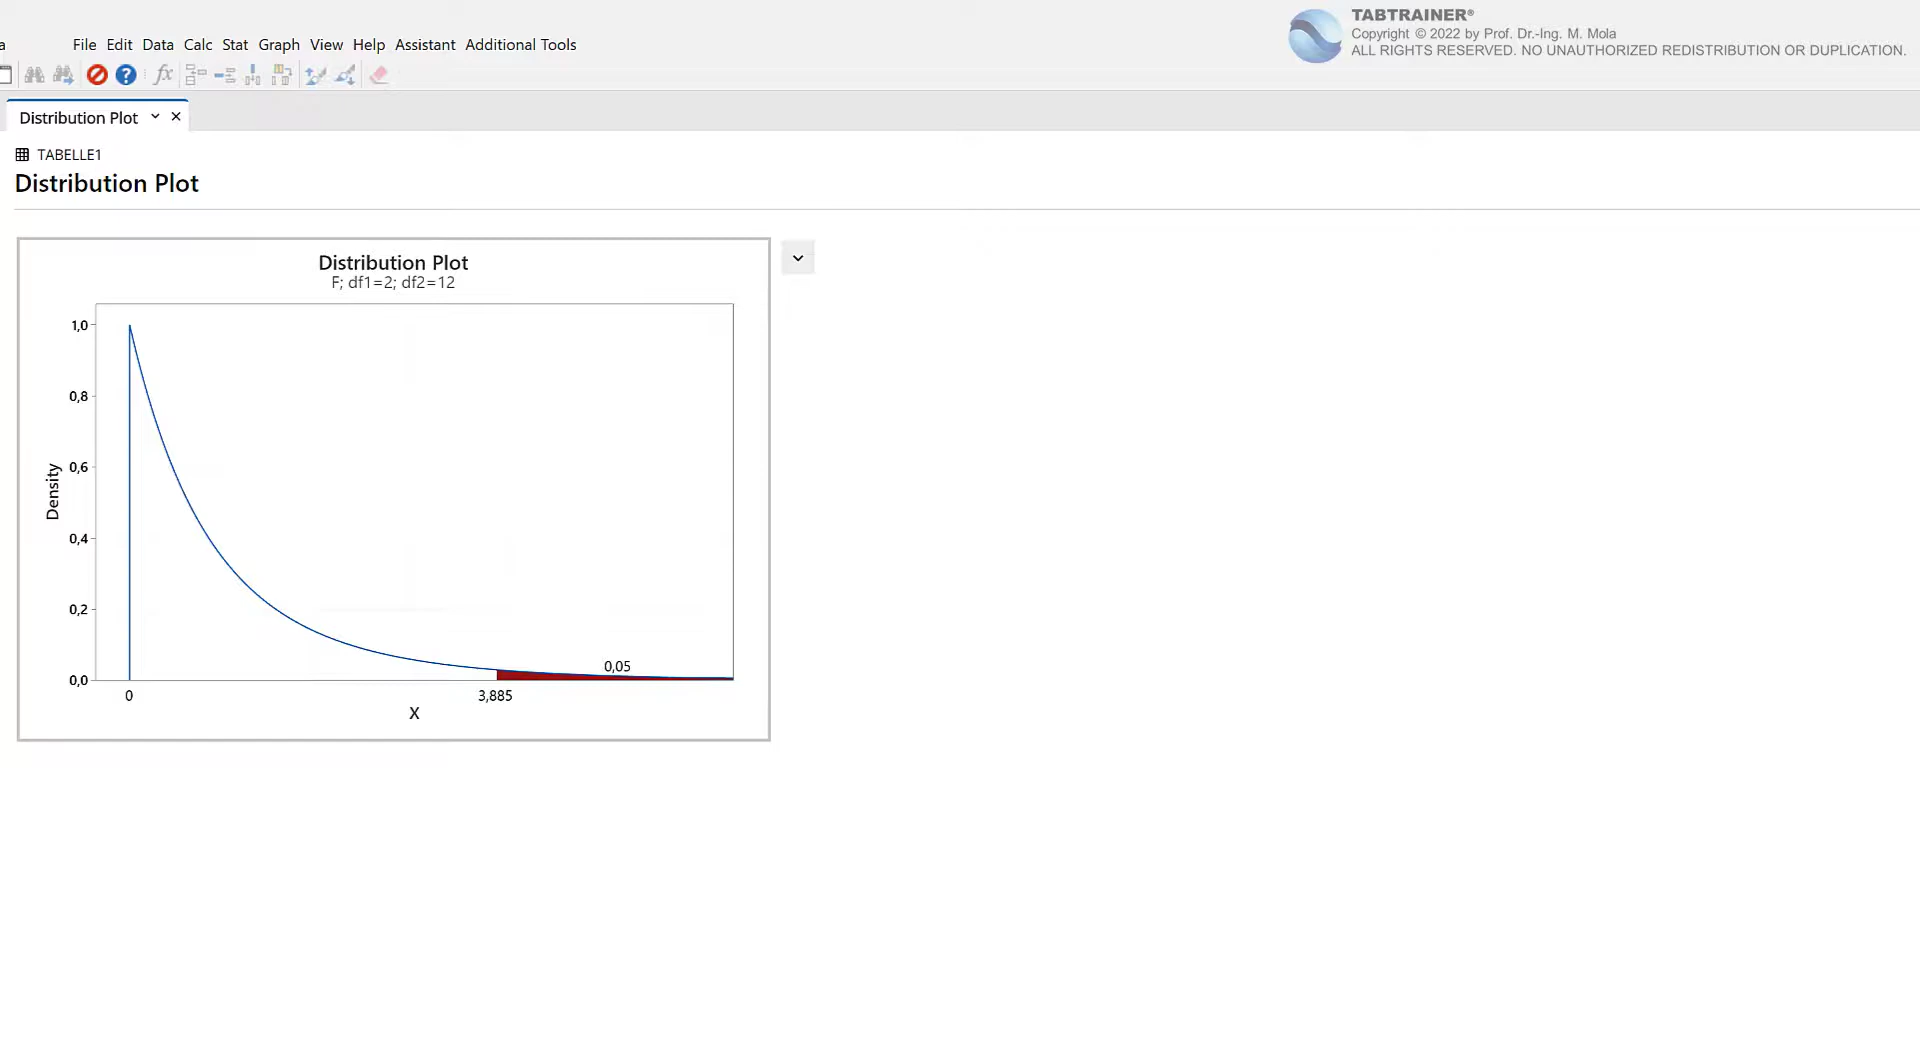 TABTRAINER®
Copyright © 2022 by Prof. Dr.-Ing. M. Mola
ALL RIGHTS RESERVED. NO UNAUTHORIZED REDISTRIBUTION OR DUPLICATION.
a File Edit Data Calc Stat Graph View Help Assistant Additional Tools
? fx
Distribution Plot
TABELLE1
Distribution Plot
Distribution Plot
F; df1=2; df2=12
1,0
0,8
0,6
0,4
0,2
0,0
Density
0,05
0 3,885
X